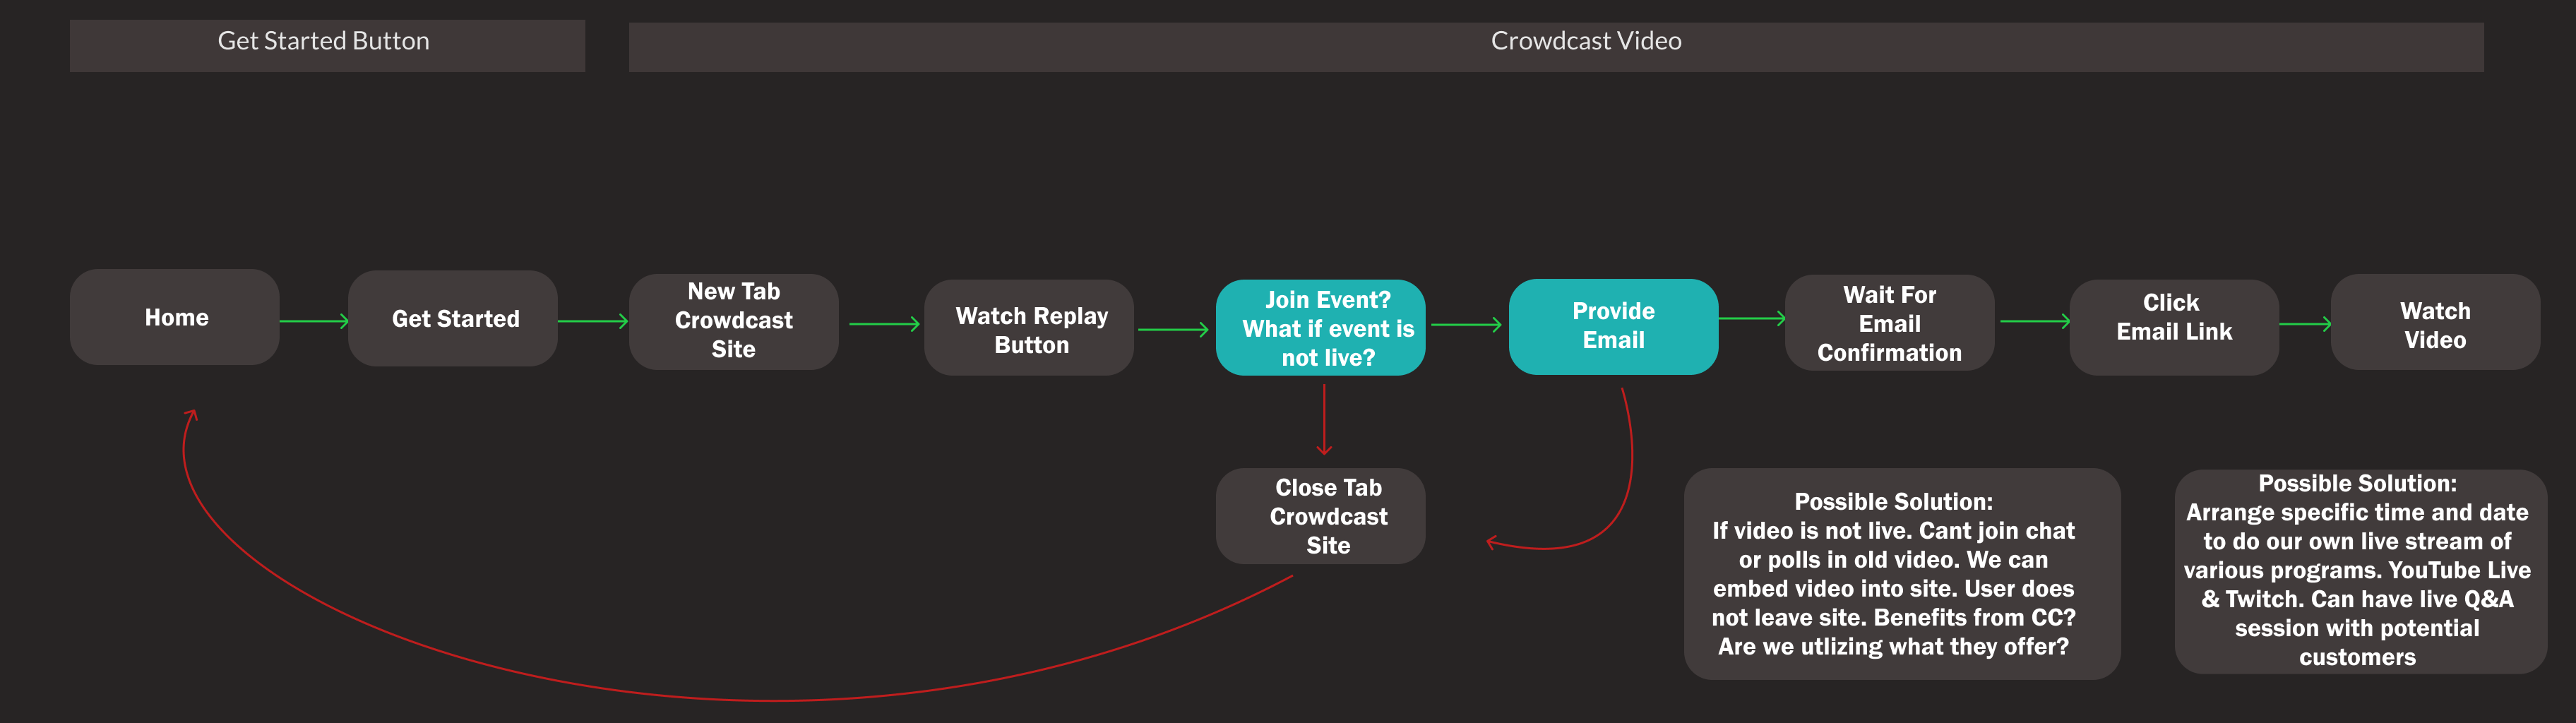 Get Started Button
Crowdcast Video
Home
Get Started
New Tab
Crowdcast
Site
Watch Replay
Button
Join Event?
What if event is
not live?
Provide
Email
Wait For
Email
Confirmation
Click
Email Link
Watch
Video
Close Tab
Crowdcast
Site
Possible Solution:
If video is not live. Cant join chat
or polls in old video. We can
embed video into site. User does
not leave site. Benefits from CC?
Are we utlizing what they offer?
Possible Solution:
Arrange specific time and date
to do our own live stream of
various programs. YouTube Live
& Twitch. Can have live Q&A
session with potential
customers